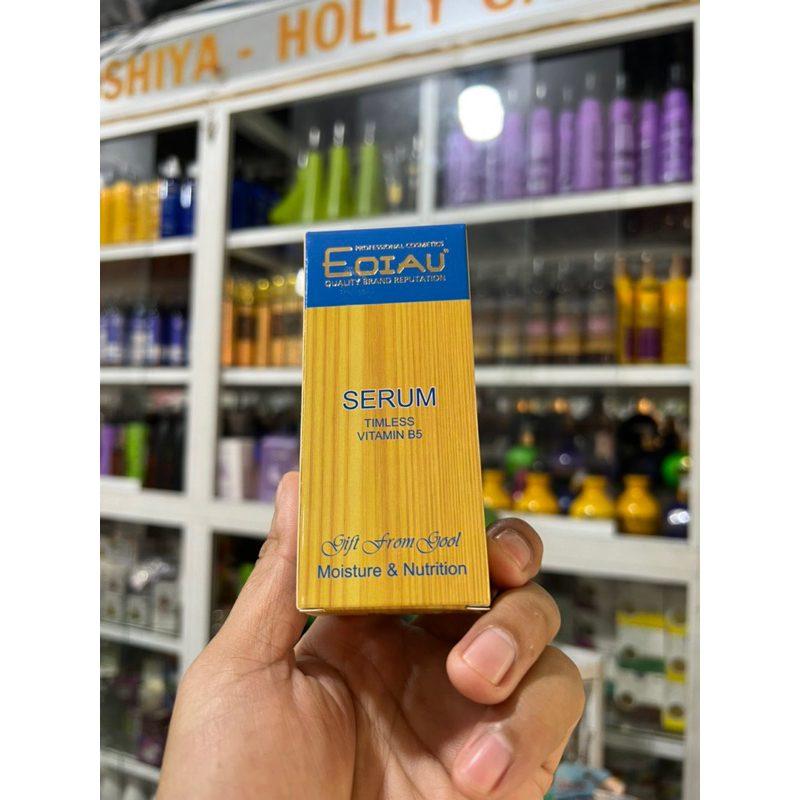 SHIYA - HOLLY
PROFESSIONAL COSMETICS
EOIAU
QUALITY BRAND REPUTATION
SERUM
TIMLESS
VITAMIN B5
Gift From Gool
Moisture & Nutrition